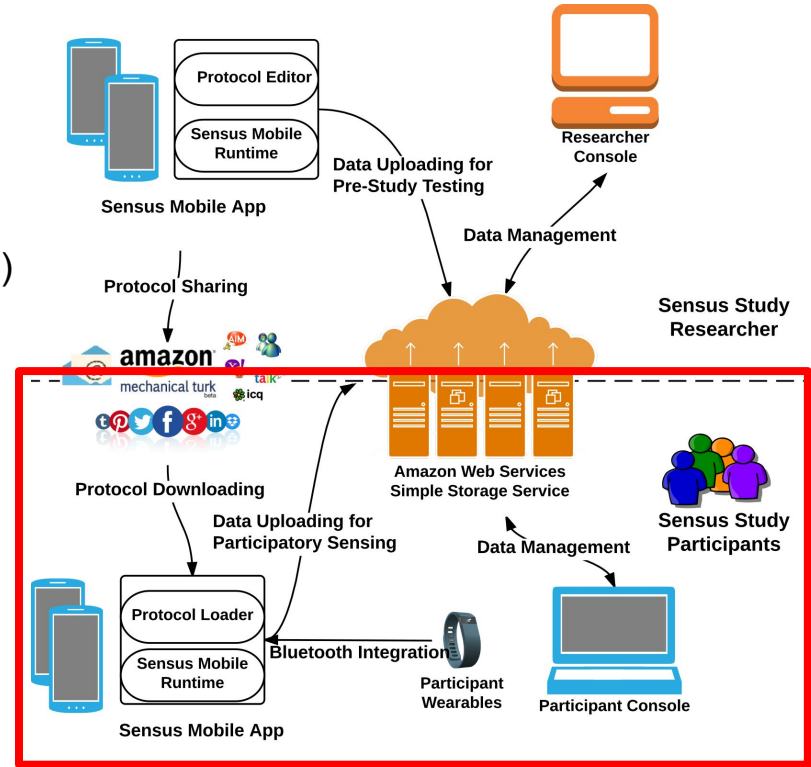 Protocol Editor
Sensus Mobile
Runtime
Sensus Mobile App
Researcher
Console
Data Uploading for
Pre-Study Testing
Data Management
)
Protocol Sharing
Sensus Study
Researcher
AIM
Y!
talk
icq
@
amazon
mechanical turk
beta
t
P
f
g+
in
Amazon Web Services
Simple Storage Service
Protocol Downloading
Data Uploading for
Participatory Sensing
Sensus Study
Participants
Data Management
Protocol Loader
Sensus Mobile
Runtime
Sensus Mobile App
Bluetooth Integration
Participant
Wearables
Participant Console